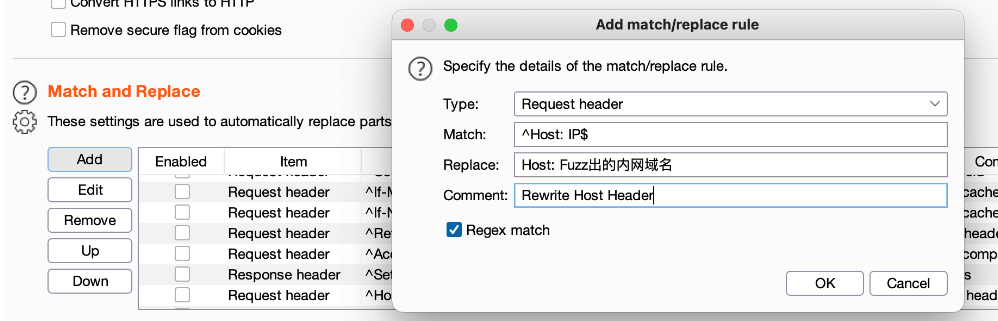 Convert HTTPS links to HTTP
Remove secure flag from cookies
Add match/replace rule
Specify the details of the match/replace rule.
Type: Request header
Match: ^Host: IP$
Replace: Host: Fuzz出的内网域名
Comment: Rewrite Host Header
Regex match
OK Cancel
Match and Replace
These settings are used to automatically replace parts
Add
Edit
Remove
Up
Down
Enabled Item Co
Request header ^If-
cache
Request header ^If-
cache
Request header ^Re
heade
Request header ^Acc
comp
Response header ^Set
s
Request header ^Ho
head